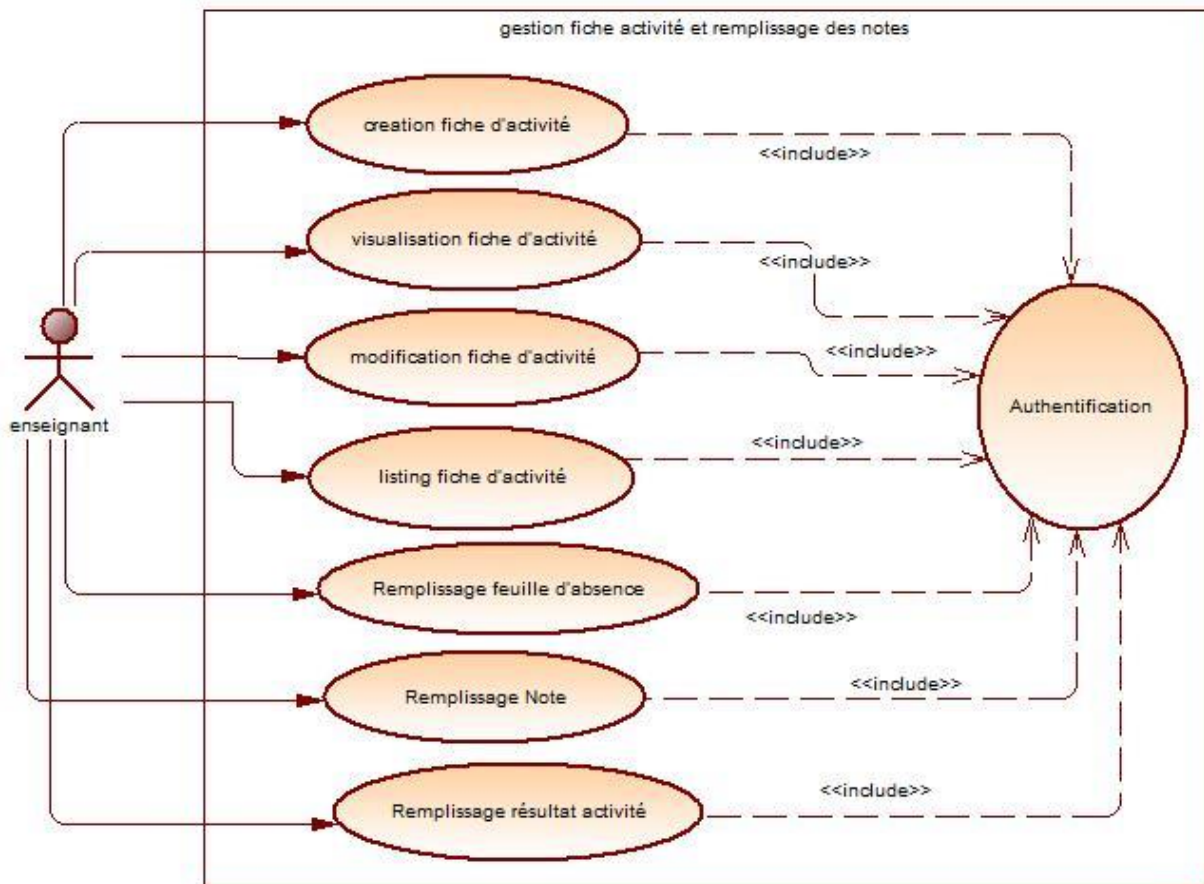 gestion fiche activité et remplissage des notes
creation fiche d'activité
<<include>>
visualisation fiche d'activité
<<include>>
modification fiche d'activité
<<include>>
Authentification
enseignant
listing fiche d'activité
<<include>>
Remplissage feuille d'absence
<<include>>
Remplissage Note
<<include>>
Remplissage résultat activité
<<include>>